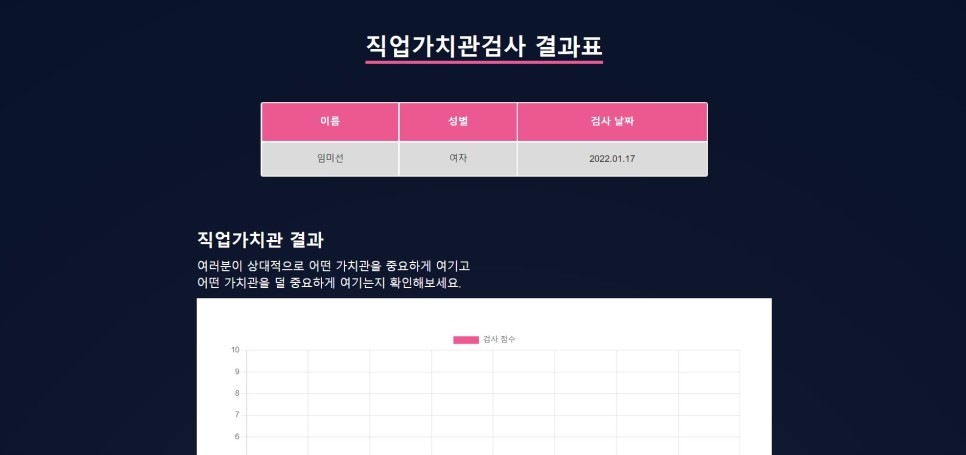 직업가치관검사 결과표
이름 성별 검사 날짜
임미선 여자 2022.01.17
직업가치관 결과
여러분이 상대적으로 어떤 가치관을 중요하게 여기고
어떤 가치관을 덜 중요하게 여기는지 확인해보세요.
검사 점수
10
9
8
7
6